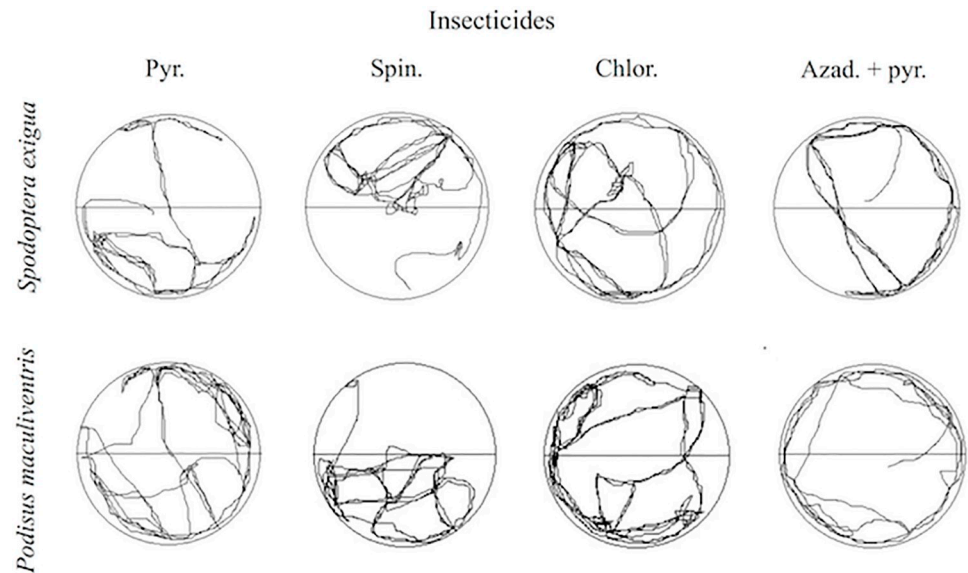 Insecticides
Pyr. Spin. Chlor. Azad. + pyr.
Spodoptera exigua
Podisus maculiventris